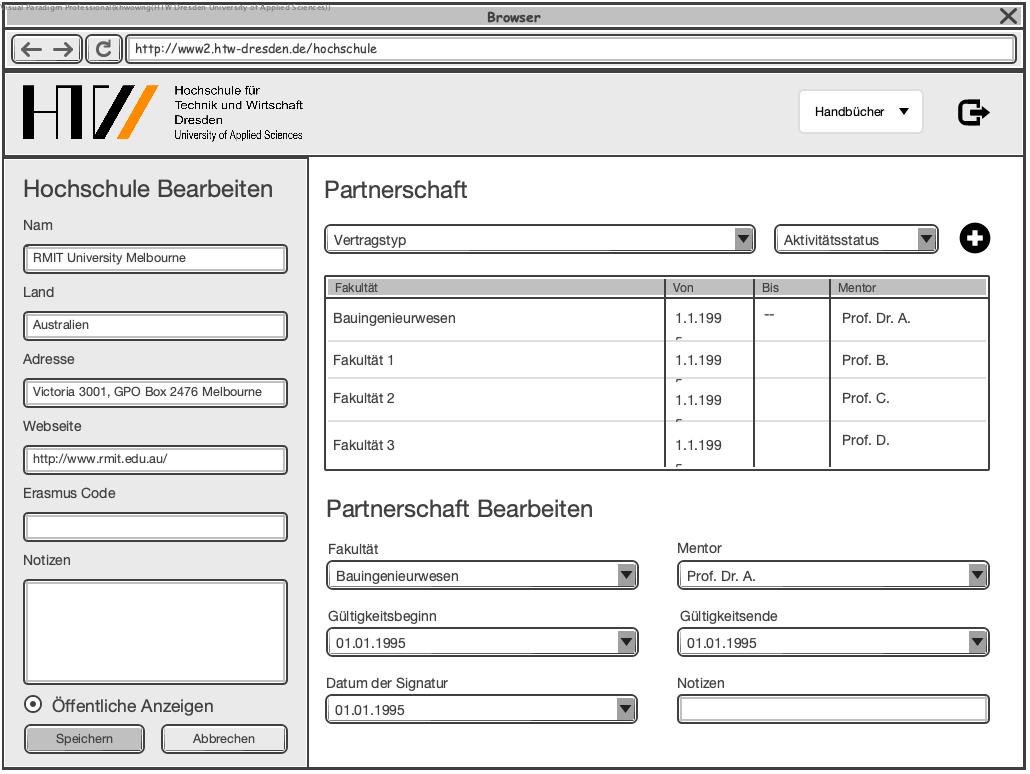 Visual Paradigm Professional(khwowng(HTW Dresden University of Applied Sciences))
Browser
http://www2.htw-dresden.de/hochschule
HTW
Hochschule für
Technik und Wirtschaft
Dresden
University of Applied Sciences
Handbücher
Hochschule Bearbeiten
Nam
RMIT University Melbourne
Land
Australien
Adresse
Victoria 3001, GPO Box 2476 Melbourne
Webseite
http://www.rmit.edu.au/
Erasmus Code
Notizen
Öffentliche Anzeigen
Speichern Abbrechen
Partnerschaft
Vertragstyp Aktivitätsstatus
Fakultät Von Bis Mentor
Bauingenieurwesen 1.1.199 -- Prof. Dr. A.
Fakultät 1 1.1.199 Prof. B.
Fakultät 2 1.1.199 Prof. C.
Fakultät 3 1.1.199 Prof. D.
Partnerschaft Bearbeiten
Fakultät Mentor
Bauingenieurwesen Prof. Dr. A.
Gültigkeitsbeginn Gültigkeitsende
01.01.1995 01.01.1995
Datum der Signatur Notizen
01.01.1995